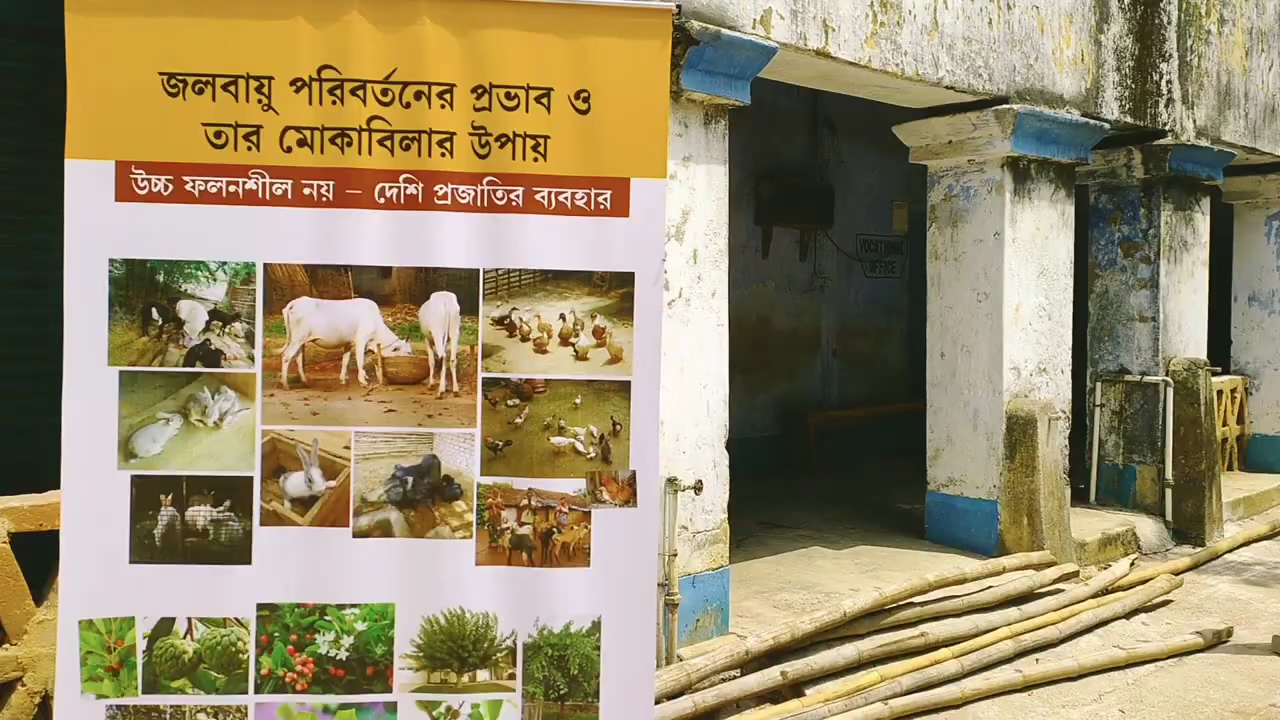 জলবায়ু পরিবর্তনের প্রভাব ও
তার মোকাবিলার উপায়
উচ্চ ফলনশীল নয় – দেশি প্রজাতির ব্যবহার
VOCATIONAL
OFFICE